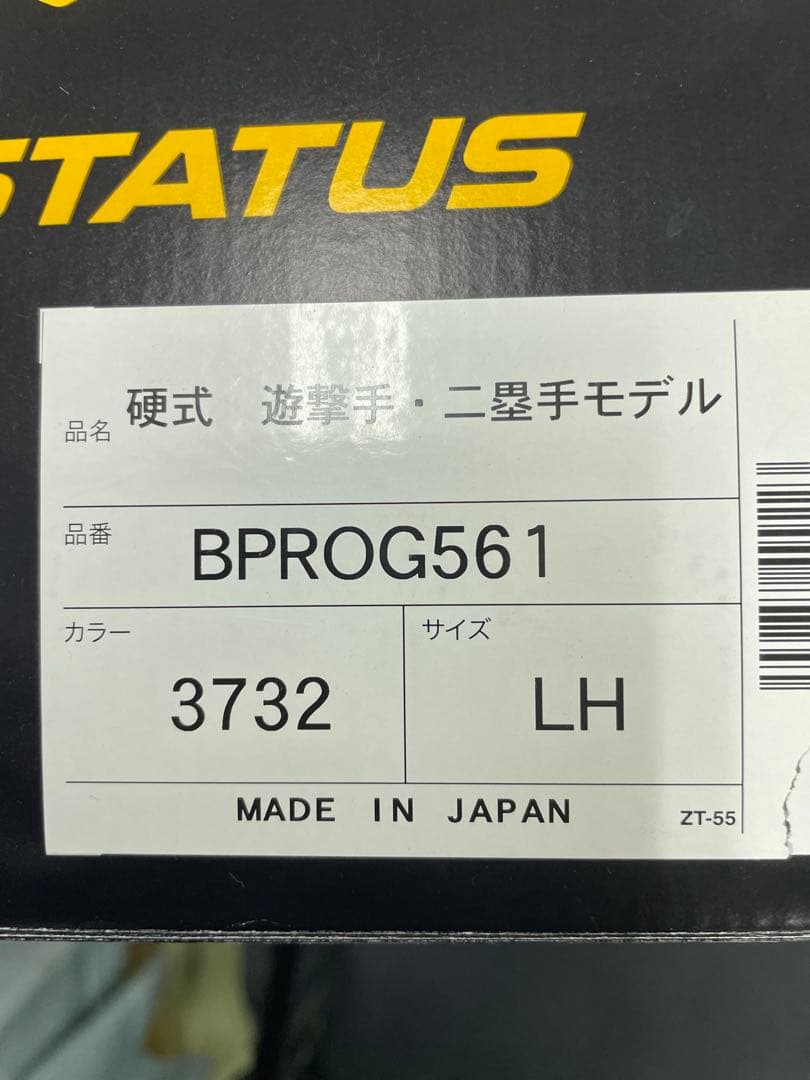 STATUS
品名 硬式 遊撃手・二塁手モデル
品番 BPROG561
カラー 3732
サイズ LH
MADE IN JAPAN
ZT-55